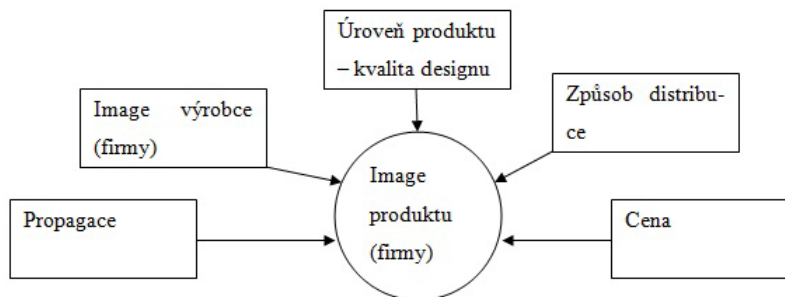 Úroveň produktu
– kvalita designu
Image výrobce
(firmy)
Způsob distribu-
ce
Image
produktu
(firmy)
Propagace
Cena